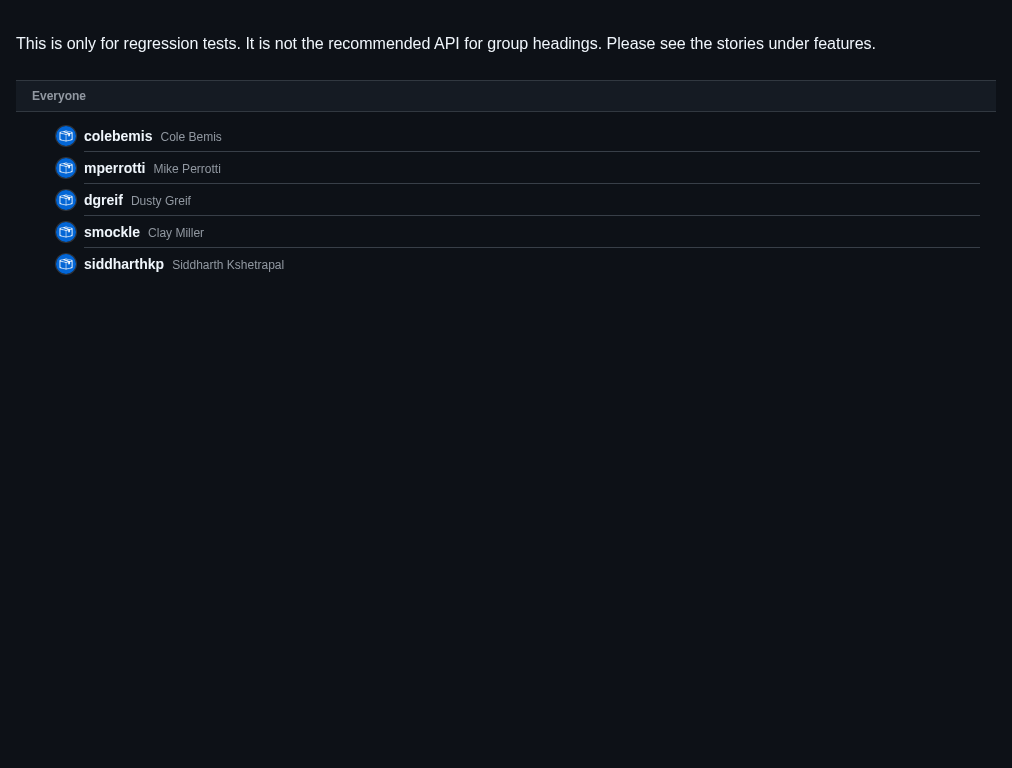 This is only for regression tests. It is not the recommended API for group headings. Please see the stories under features.
Everyone
colebemis Cole Bemis
mperrotti Mike Perrotti
dgreif Dusty Greif
smockle Clay Miller
siddharthkp Siddharth Kshetrapal